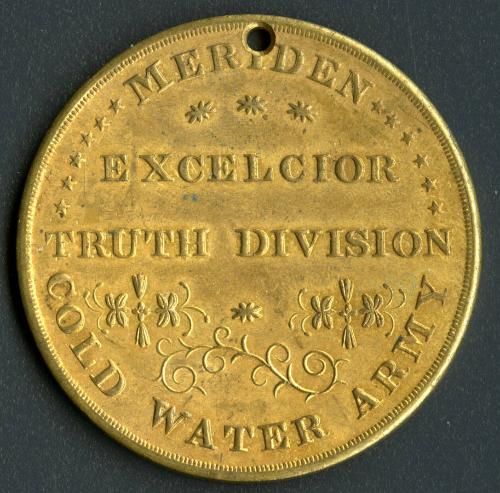 MERIDEN
EXCELCIOR
TRUTH DIVISION
COLD WATER ARMY